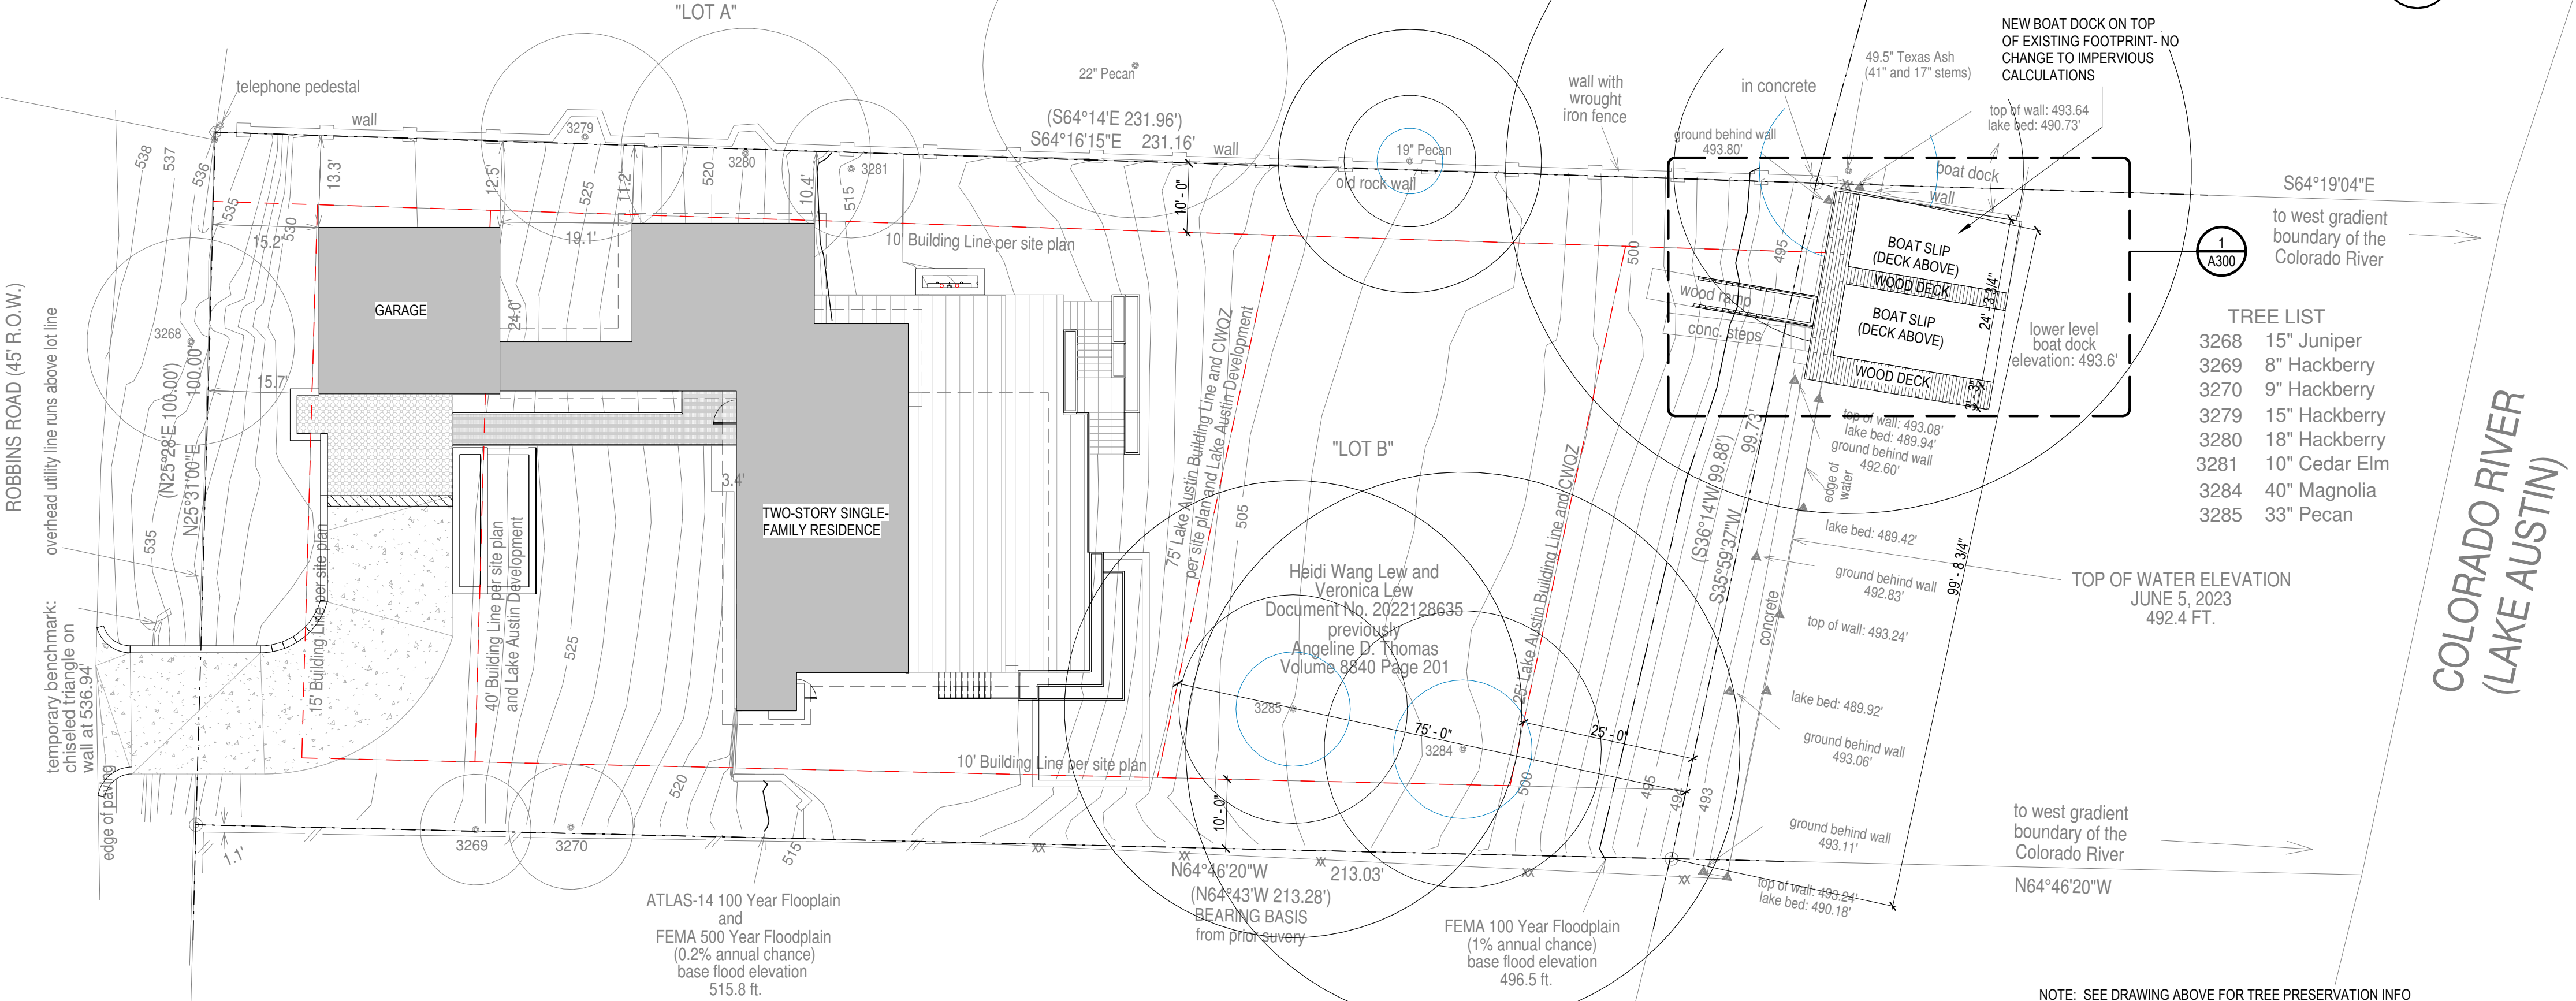 "LOT A"
NEW BOAT DOCK ON TOP
OF EXISTING FOOTPRINT- NO
CHANGE TO IMPERVIOUS
CALCULATIONS
49.5" Texas Ash
(41" and 17" stems)
22" Pecan
telephone pedestal
wall
wall with
wrought
iron fence
in concrete
top of wall: 493.64
lake bed: 490.73'
(S64°14'E 231.96')
S64°16'15"E 231.16'
wall
ground behind wall
493.80'
19" Pecan
old rock wall
boat dock
wall
S64°19'04"E
to west gradient
boundary of the
Colorado River
538
537
536
535
530
13.3'
12.5'
3279
525
11.2'
520
3280
10.4'
515
3281
10'- 0"
15.2'
19.1'
10' Building Line per site plan
500
495
BOAT SLIP
(DECK ABOVE)
WOOD DECK
BOAT SLIP
(DECK ABOVE)
WOOD DECK
24' - 3 3/4"
3' - 3"
1
A300
wood ramp
conc. steps
lower level
boat dock
elevation: 493.6'
TREE LIST
3268 15" Juniper
3269 8" Hackberry
3270 9" Hackberry
3279 15" Hackberry
3280 18" Hackberry
3281 10" Cedar Elm
3284 40" Magnolia
3285 33" Pecan
GARAGE
24.0'
3268
15.7'
ROBBINS ROAD (45' R.O.W.)
overhead utility line runs above lot line
(N25°28'E 100.00')
N25°31'00"E 100.00'
535
75' Lake Austin Building Line and CWQZ
per site plan and Lake Austin Development
"LOT B"
25' Lake Austin Building Line and CWQZ
(S36°14'W 99.88')
S35°59'37"W 99.73'
top of wall: 493.08'
lake bed: 489.94'
ground behind wall
492.60'
edge of
water
3.4'
TWO-STORY SINGLE-
FAMILY RESIDENCE
505
lake bed: 489.42'
ground behind wall
492.83'
99' - 8 3/4"
TOP OF WATER ELEVATION
JUNE 5, 2023
492.4 FT.
COLORADO RIVER
(LAKE AUSTIN)
Heidi Wang Lew and
Veronica Lew
Document No. 2022128635
previously
Angeline D. Thomas
Volume 8840 Page 201
concrete
top of wall: 493.24'
temporary benchmark:
chiseled triangle on
wall at 536.94'
15' Building Line per site plan
40' Building Line per site plan
and Lake Austin Development
525
3285
75' - 0"
3284
25' - 0"
lake bed: 489.92'
ground behind wall
493.06'
10' Building Line per site plan
520
500
495
494
493
10'- 0"
edge of paving
1.1'
3269
3270
515
ground behind wall
493.11'
to west gradient
boundary of the
Colorado River
N64°46'20"W
N64°46'20"W 213.03'
(N64°43'W 213.28')
BEARING BASIS
from prior suvery
top of wall: 493.24'
lake bed: 490.18'
ATLAS-14 100 Year Flooplain
and
FEMA 500 Year Floodplain
(0.2% annual chance)
base flood elevation
515.8 ft.
FEMA 100 Year Floodplain
(1% annual chance)
base flood elevation
496.5 ft.
NOTE: SEE DRAWING ABOVE FOR TREE PRESERVATION INFO